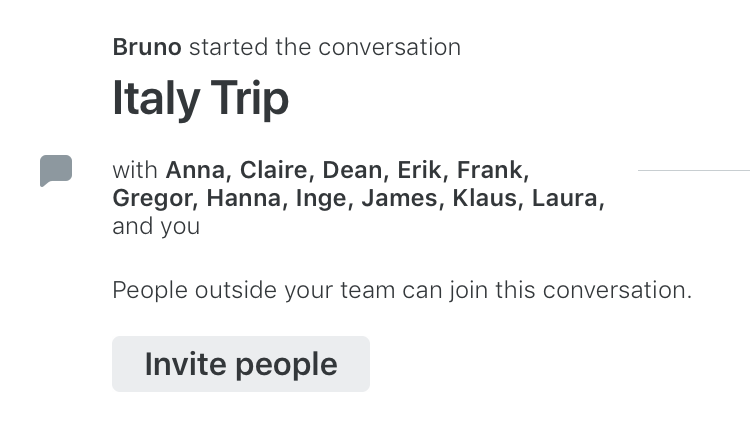 Bruno started the conversation
Italy Trip
with Anna, Claire, Dean, Erik, Frank,
Gregor, Hanna, Inge, James, Klaus, Laura,
and you
People outside your team can join this conversation.
Invite people